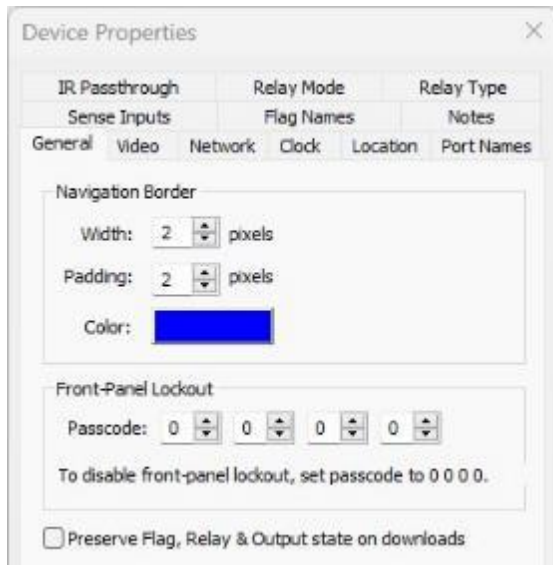 Device Properties
IR Passthrough Relay Mode Relay Type
Sense Inputs Flag Names Notes
General Video Network Clock Location Port Names
Navigation Border
Width: 2 pixels
Padding: 2 pixels
Color:
Front-Panel Lockout
Passcode: 0 0 0 0
To disable front-panel lockout, set passcode to 0 0 0 0.
Preserve Flag, Relay & Output state on downloads